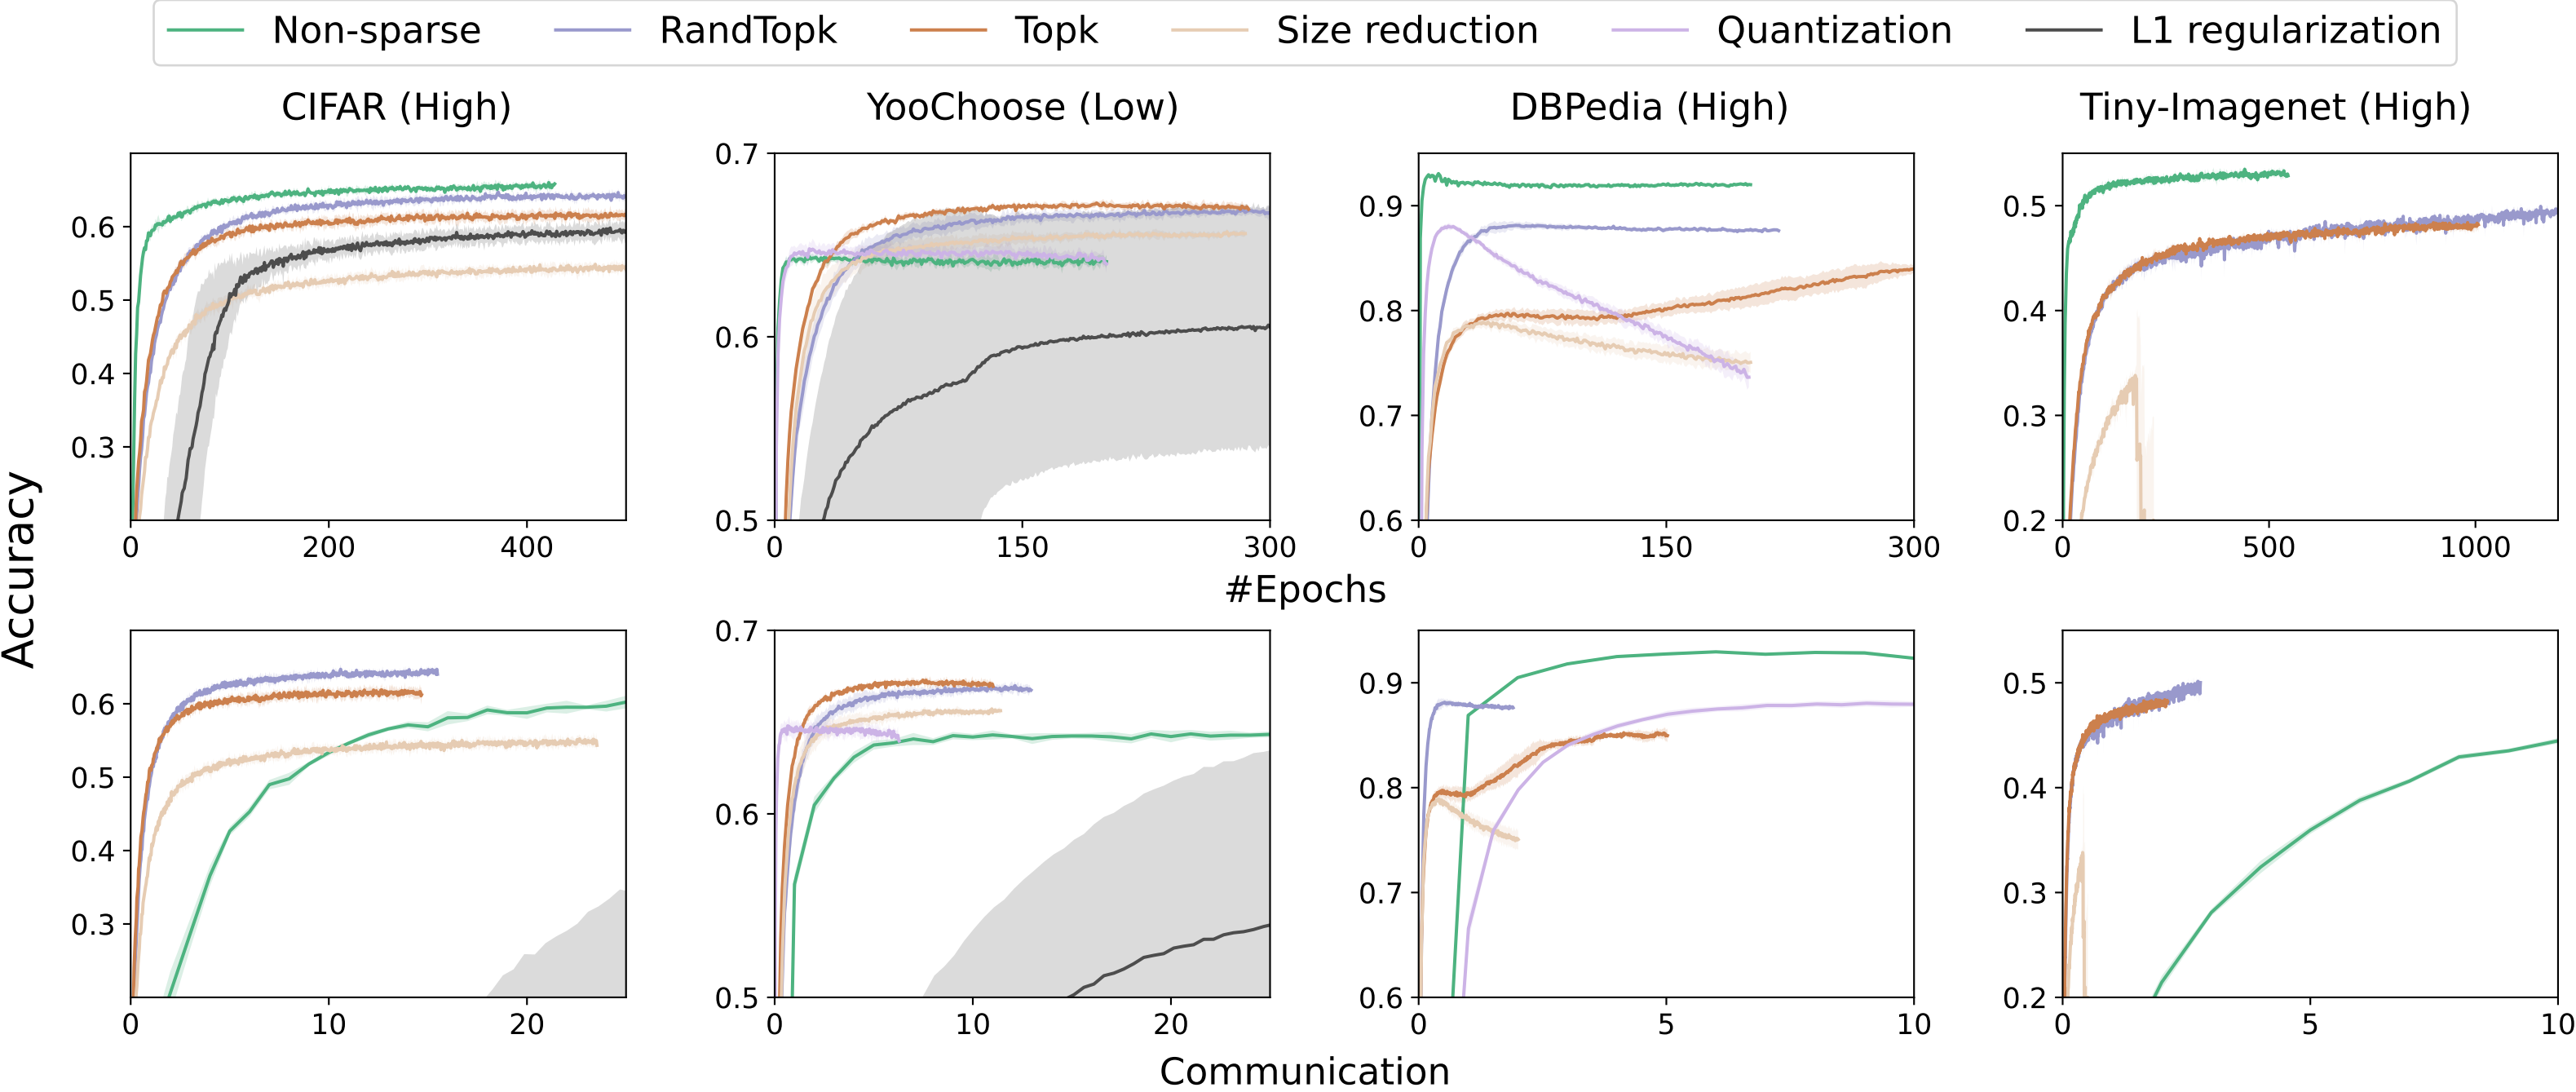 Non-sparse RandTopk Topk Size reduction Quantization L1 regularization
CIFAR (High) YooChoose (Low) DBPedia (High) Tiny-Imagenet (High)
Accuracy
0.6
0.5
0.4
0.3
0 200 400
0.7
0.6
0.5
0 150 300
0.9
0.8
0.7
0.6
0 150 300
0.5
0.4
0.3
0.2
0 500 1000
#Epochs
0.6
0.5
0.4
0.3
0 10 20
0.7
0.6
0.5
0 10 20
0.9
0.8
0.7
0.6
0 5 10
0.5
0.4
0.3
0.2
0 5 10
Communication